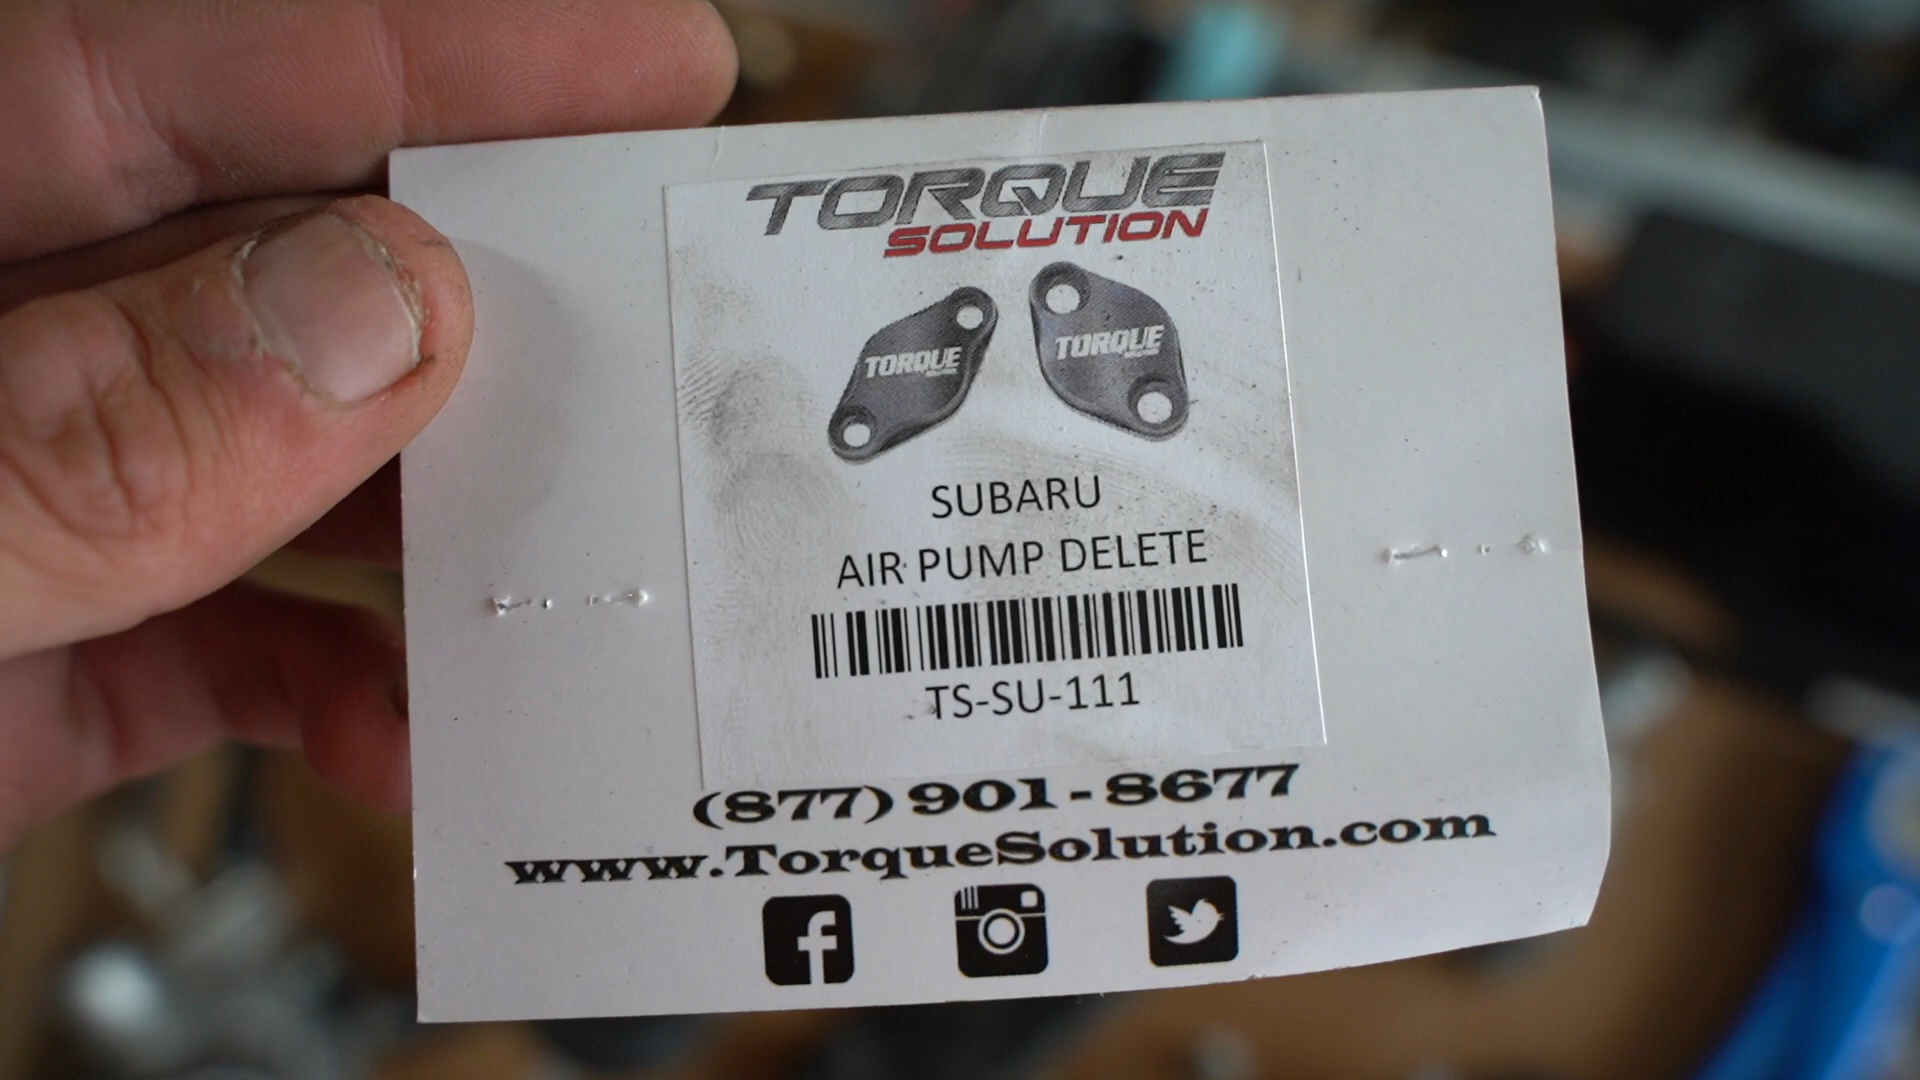 TORQUE
SOLUTION
TORQUE
TORQUE
SUBARU
AIR PUMP DELETE
TS-SU-111
(877) 901-8677
www.TorqueSolution.com